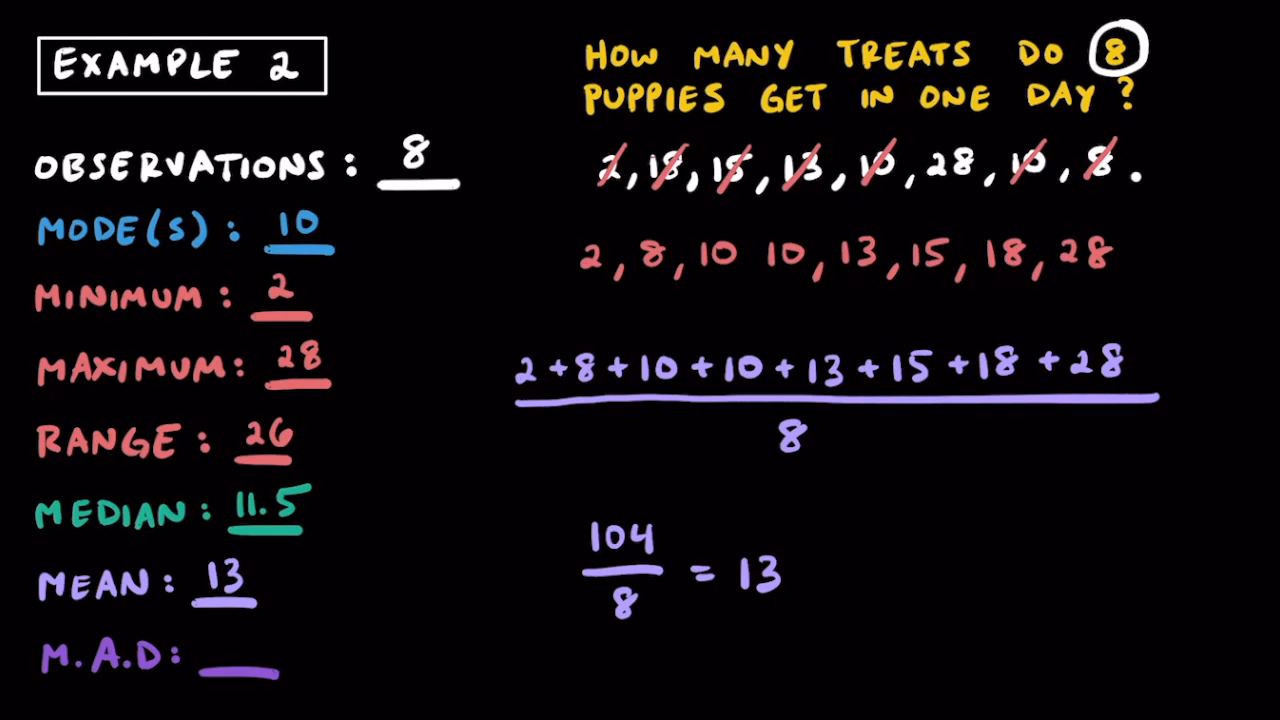 EXAMPLE 2
OBSERVATIONS: 8
MODE(S): 10
MINIMUM: 2
MAXIMUM: 28
RANGE: 26
MEDIAN: 11.5
MEAN: 13
M.A.D:
HOW MANY TREATS DO 8
PUPPIES GET IN ONE DAY?
2, 18, 15, 13, 10, 28, 10, 8.
2, 8, 10 10, 13, 15, 18, 28
2+8+10+10+13+15+18+28
8
104
8
= 13